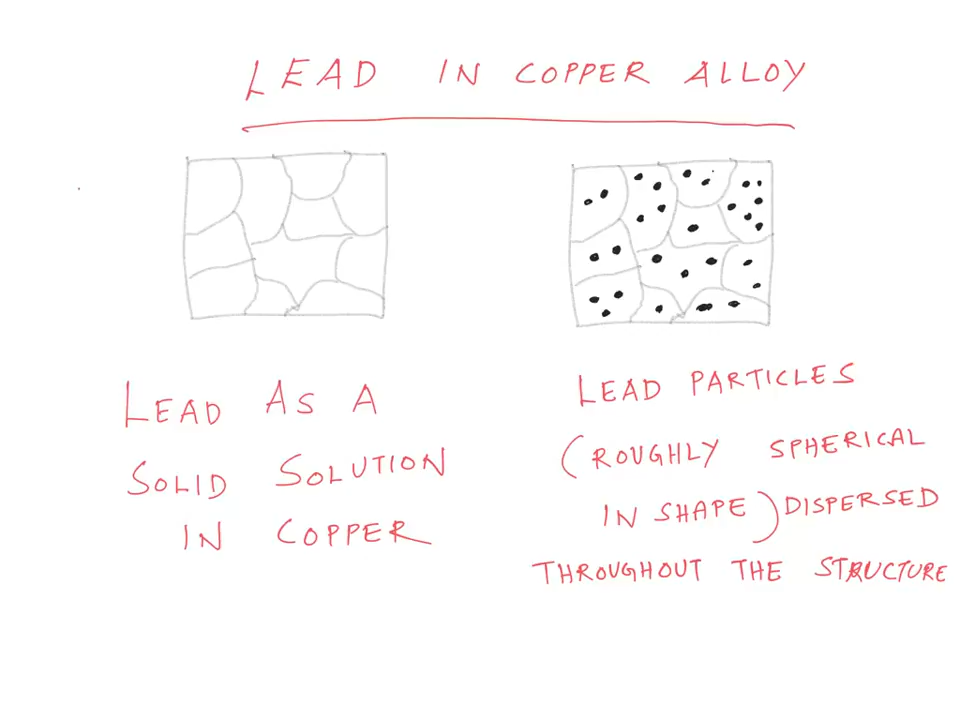 LEAD IN COPPER ALLOY
LEAD AS A
SOLID SOLUTION
IN COPPER
LEAD PARTICLES
(ROUGHLY SPHERICAL
IN SHAPE) DISPERSED
THROUGHOUT THE STRUCTURE